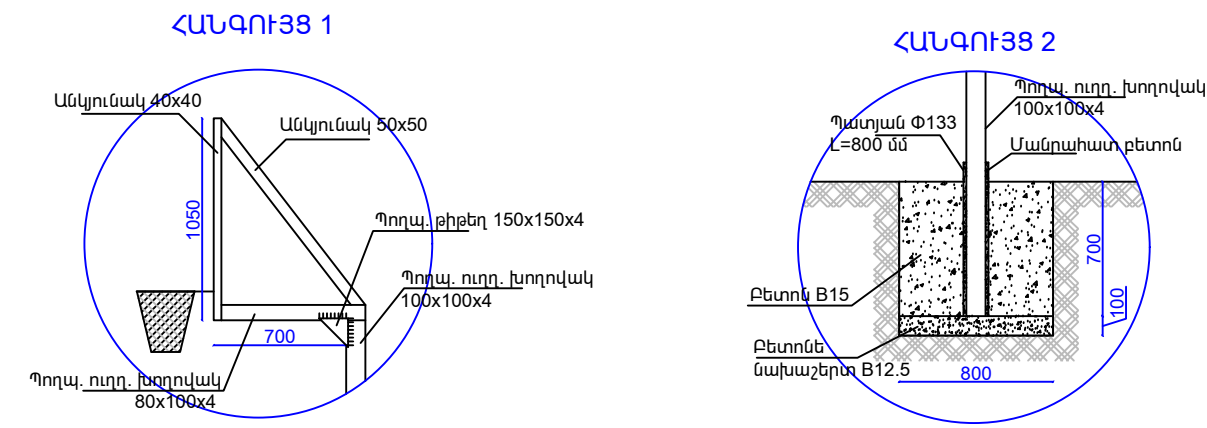 ՀԱՆԳՈՒՅՑ 1
Անկյունակ 40x40
Անկյունակ 50x50
1050
Պողպ. թիթեղ 150x150x4
Պողպ. ուղղ. խողովակ
100x100x4
700
Պողպ. ուղղ. խողովակ
80x100x4
ՀԱՆԳՈՒՅՑ 2
Պողպ. ուղղ. խողովակ
100x100x4
Պատյան Փ133
L=800 մմ
Մանրահատ բետոն
700
Բետոն B15
100
Բետոնե
նախաշերտ B12.5
800